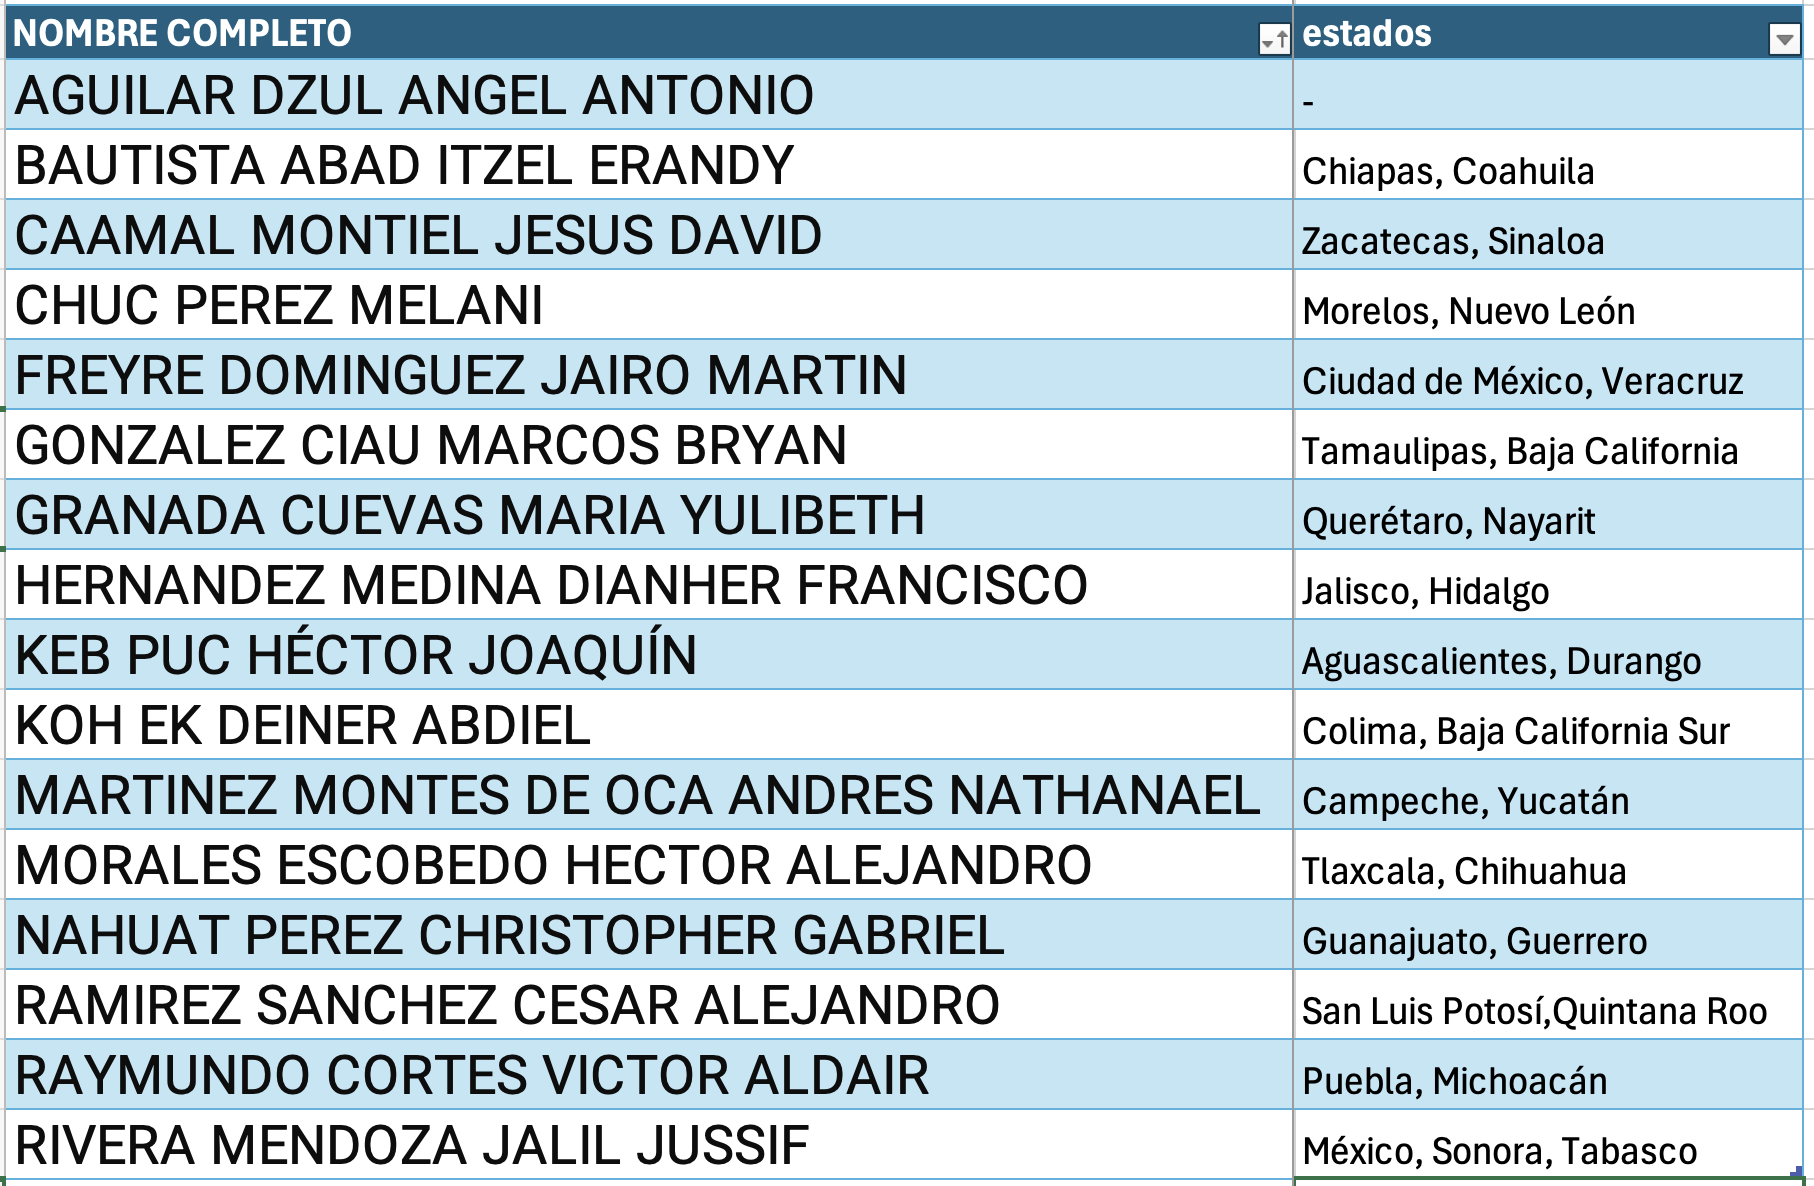 NOMBRE COMPLETO estados
AGUILAR DZUL ANGEL ANTONIO -
BAUTISTA ABAD ITZEL ERANDY Chiapas, Coahuila
CAAMAL MONTIEL JESUS DAVID Zacatecas, Sinaloa
CHUC PEREZ MELANI Morelos, Nuevo León
FREYRE DOMINGUEZ JAIRO MARTIN Ciudad de México, Veracruz
GONZALEZ CIAU MARCOS BRYAN Tamaulipas, Baja California
GRANADA CUEVAS MARIA YULIBETH Querétaro, Nayarit
HERNANDEZ MEDINA DIANHER FRANCISCO Jalisco, Hidalgo
KEB PUC HÉCTOR JOAQUÍN Aguascalientes, Durango
KOH EK DEINER ABDIEL Colima, Baja California Sur
MARTINEZ MONTES DE OCA ANDRES NATHANAEL Campeche, Yucatán
MORALES ESCOBEDO HECTOR ALEJANDRO Tlaxcala, Chihuahua
NAHUAT PEREZ CHRISTOPHER GABRIEL Guanajuato, Guerrero
RAMIREZ SANCHEZ CESAR ALEJANDRO San Luis Potosí,Quintana Roo
RAYMUNDO CORTES VICTOR ALDAIR Puebla, Michoacán
RIVERA MENDOZA JALIL JUSSIF México, Sonora, Tabasco